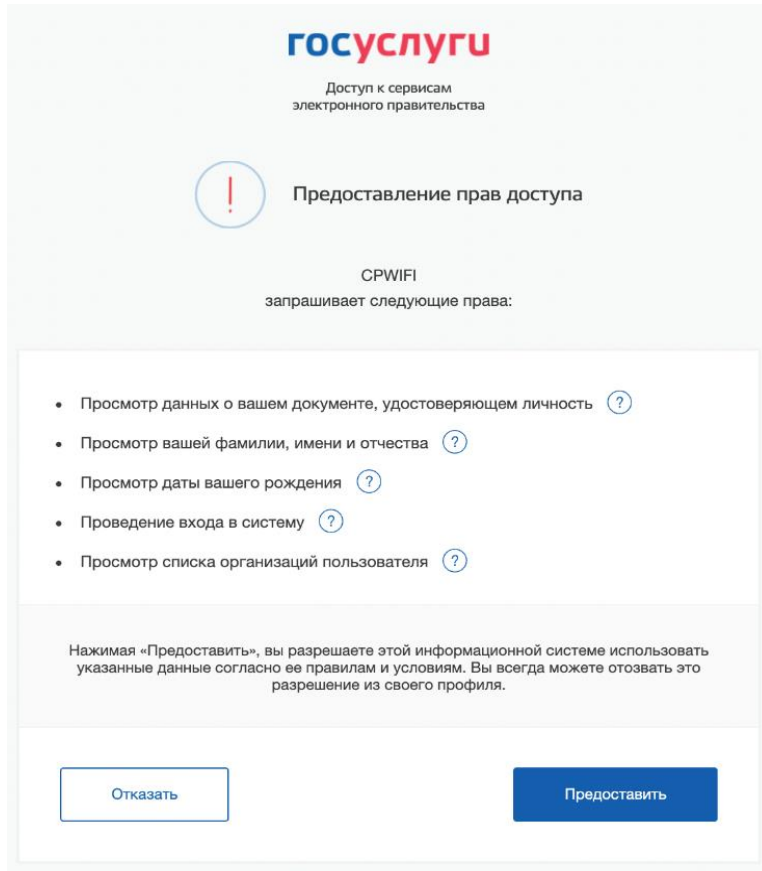 госуслуги
Доступ к сервисам
электронного правительства
Предоставление прав доступа
CPWIFI
запрашивает следующие права:
• Просмотр данных о вашем документе, удостоверяющем личность ?
• Просмотр вашей фамилии, имени и отчества ?
• Просмотр даты вашего рождения ?
• Проведение входа в систему ?
• Просмотр списка организаций пользователя ?
Нажимая «Предоставить», вы разрешаете этой информационной системе использовать
указанные данные согласно ее правилам и условиям. Вы всегда можете отозвать это
разрешение из своего профиля.
Отказать
Предоставить